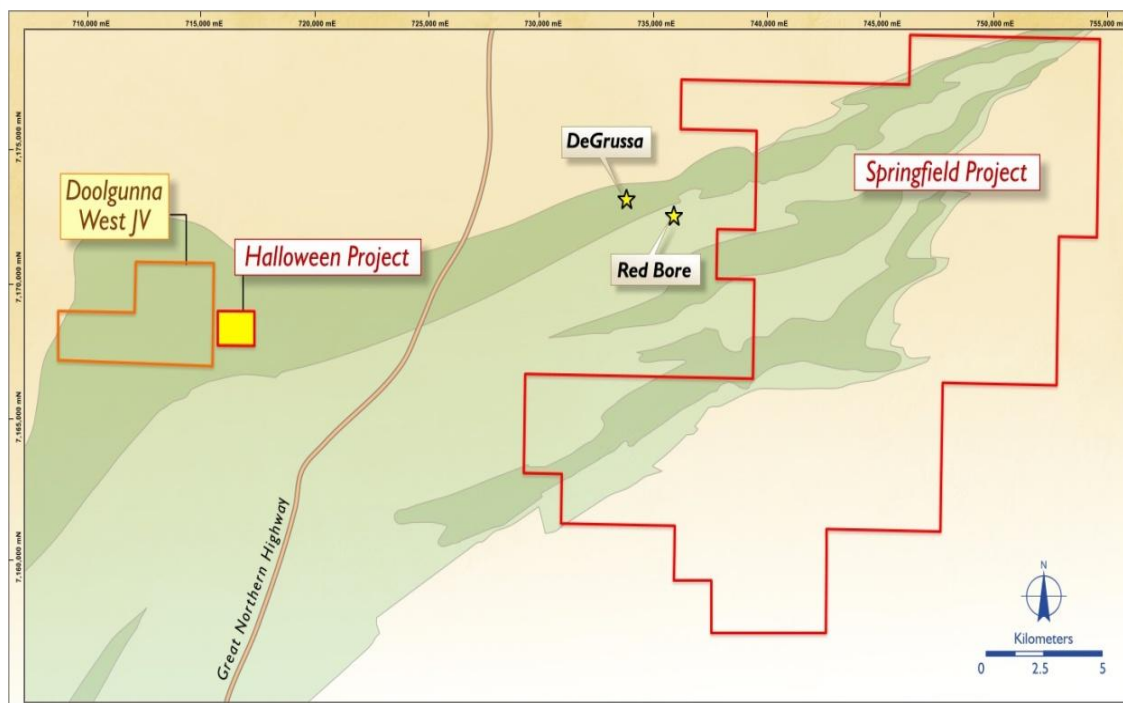 710,000 mE
715,000 mE
720,000 mE
725,000 mE
730,000 mE
735,000 mE
740,000 mE
745,000 mE
750,000 mE
755,000 mE
7,175,000 mN
7,170,000 mN
7,165,000 mN
7,160,000 mN
DeGrussa
Springfield Project
Doolgunna
West JV
Halloween Project
Red Bore
Great Northern Highway
N
Kilometers
0 2.5 5